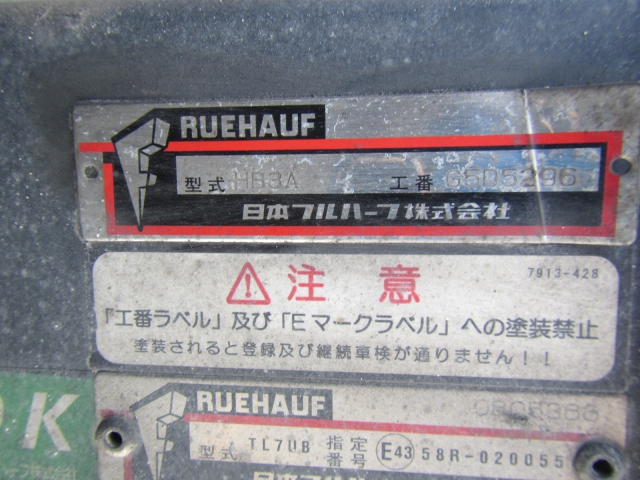 RUEHAUF
型式 HB3A 工番 G5D5296
日本フルハーフ株式会社
7913-428
⚠注意
「工番ラベル」及び「Eマークラベル」への塗装禁止
塗装されると登録及び継続車検が通りません!!
RUEHAUF
型式 TL7UB 指定番号 E43 58R-020055
K